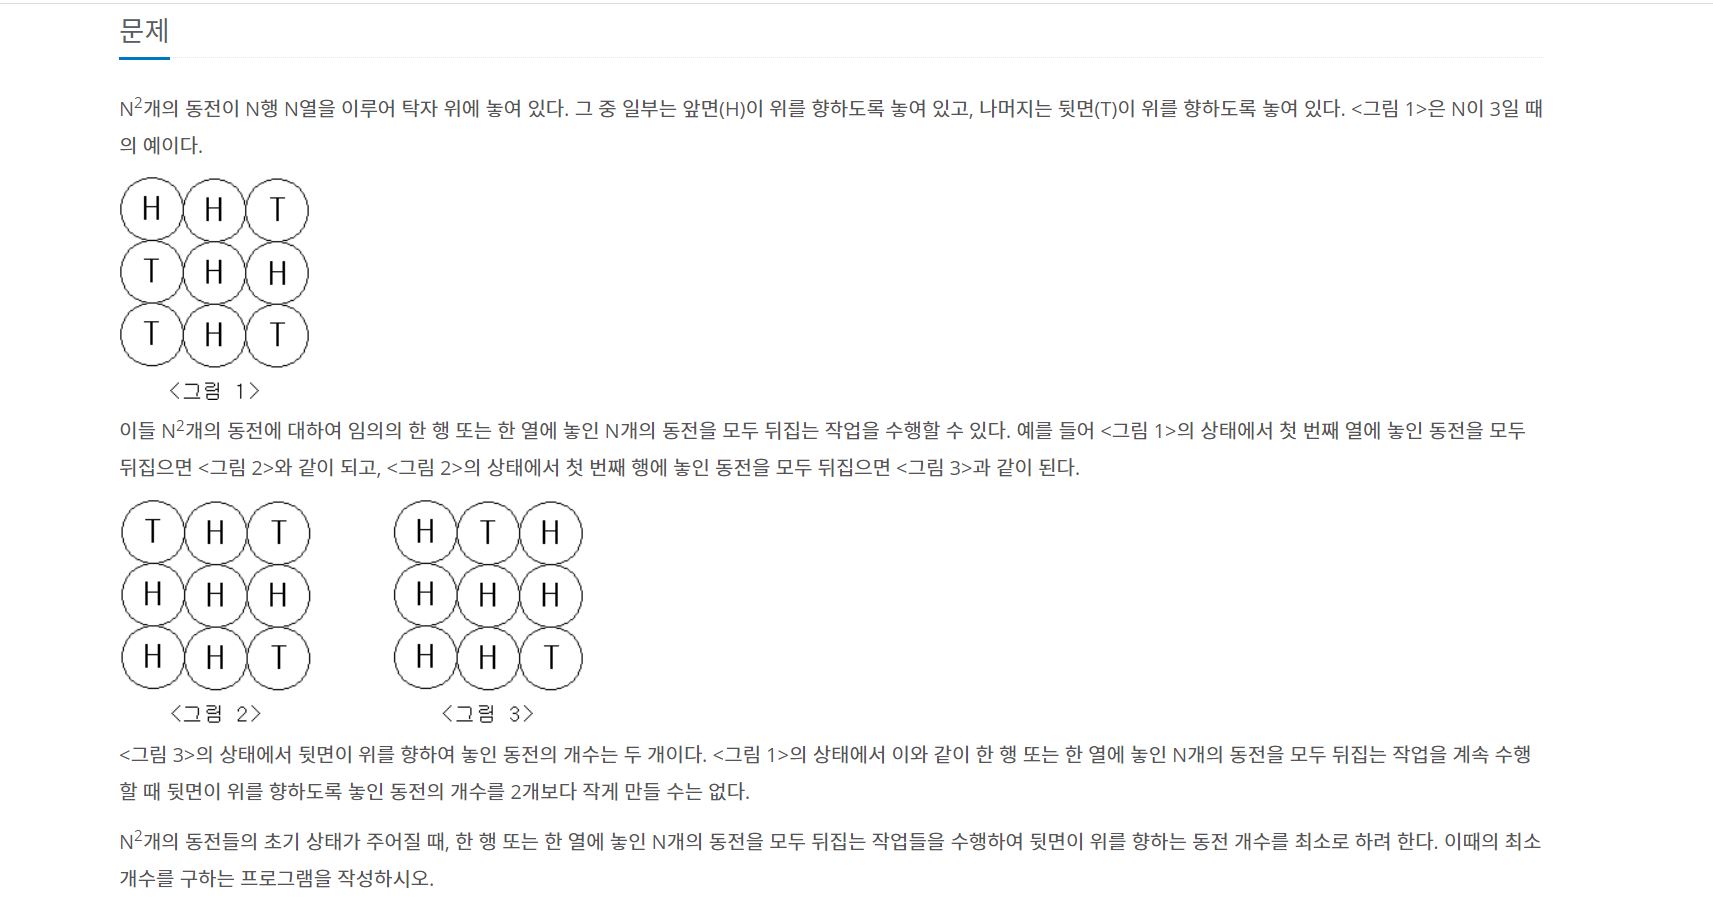 문제
N²개의 동전이 N행 N열을 이루어 탁자 위에 놓여 있다. 그 중 일부는 앞면(H)이 위를 향하도록 놓여 있고, 나머지는 뒷면(T)이 위를 향하도록 놓여 있다. <그림 1>은 N이 3일 때
의 예이다.
H H T
T H H
T H T
<그림 1>
이들 N²개의 동전에 대하여 임의의 한 행 또는 한 열에 놓인 N개의 동전을 모두 뒤집는 작업을 수행할 수 있다. 예를 들어 <그림 1>의 상태에서 첫 번째 열에 놓인 동전을 모두
뒤집으면 <그림 2>와 같이 되고, <그림 2>의 상태에서 첫 번째 행에 놓인 동전을 모두 뒤집으면 <그림 3>과 같이 된다.
T H T
H H H
H H T
<그림 2>
H T H
H H H
H H T
<그림 3>
<그림 3>의 상태에서 뒷면이 위를 향하여 놓인 동전의 개수는 두 개이다. <그림 1>의 상태에서 이와 같이 한 행 또는 한 열에 놓인 N개의 동전을 모두 뒤집는 작업을 계속 수행
할 때 뒷면이 위를 향하도록 놓인 동전의 개수를 2개보다 작게 만들 수는 없다.
N²개의 동전들의 초기 상태가 주어질 때, 한 행 또는 한 열에 놓인 N개의 동전을 모두 뒤집는 작업들을 수행하여 뒷면이 위를 향하는 동전 개수를 최소로 하려 한다. 이때의 최소
개수를 구하는 프로그램을 작성하시오.